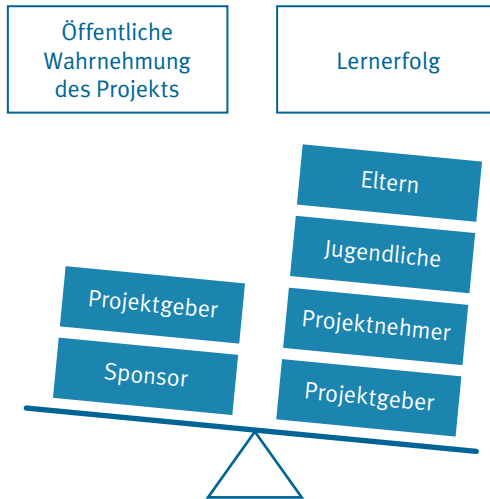 Öffentliche
Wahrnehmung
des Projekts
Lernerfolg
Projektgeber
Sponsor
Eltern
Jugendliche
Projektnehmer
Projektgeber